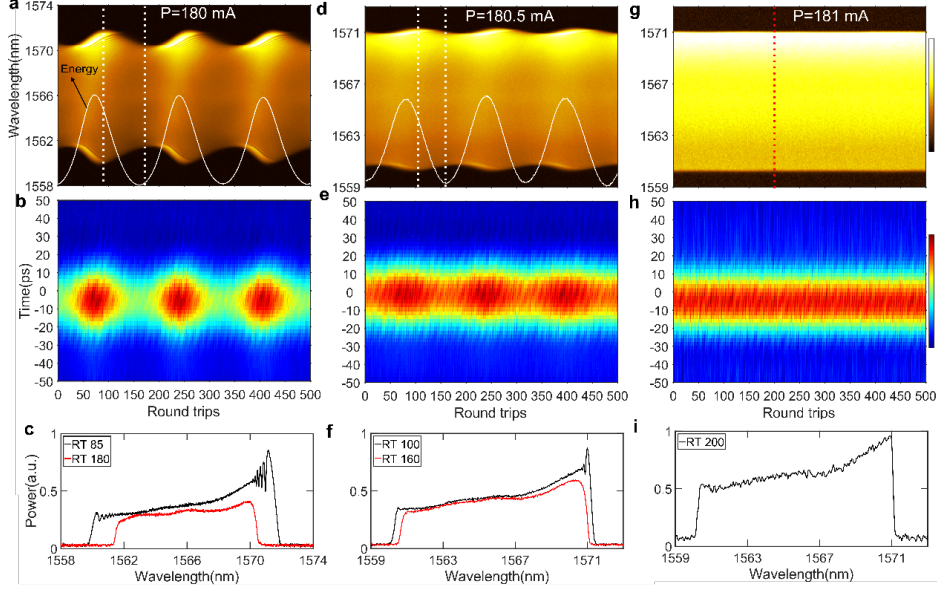 a
P=180 mA
Wavelength(nm)
1574
1570
1566
1562
1558
Energy
d
P=180.5 mA
1571
1567
1563
1559
g
P=181 mA
1571
1567
1563
1559
b
Time(ps)
50
40
30
20
10
0
-10
-20
-30
-40
-50
0 50 100 150 200 250 300 350 400 450 500
Round trips
e
50
40
30
20
10
0
-10
-20
-30
-40
-50
0 50 100 150 200 250 300 350 400 450 500
Round trips
h
50
40
30
20
10
0
-10
-20
-30
-40
-50
0 50 100 150 200 250 300 350 400 450 500
Round trips
c
RT 85
RT 180
Power(a.u.)
1
0.5
0
1558 1562 1566 1570 1574
Wavelength(nm)
f
RT 100
RT 160
1
0.5
0
1559 1563 1567 1571
Wavelength(nm)
i
RT 200
1
0.5
0
1559 1563 1567 1571
Wavelength(nm)